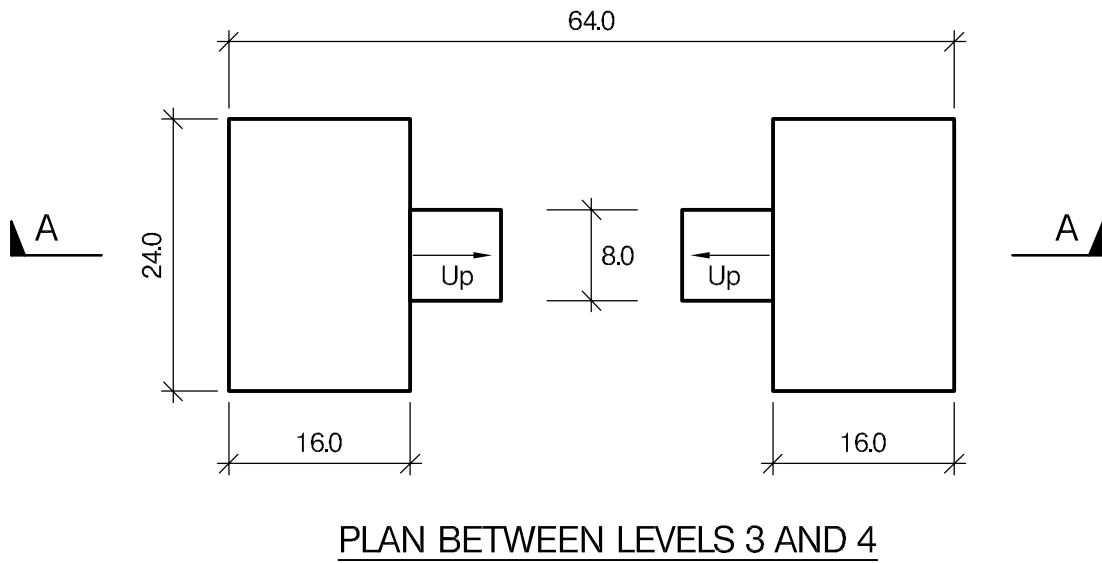 64.0
A
24.0
Up
8.0
Up
A
16.0
16.0
PLAN BETWEEN LEVELS 3 AND 4